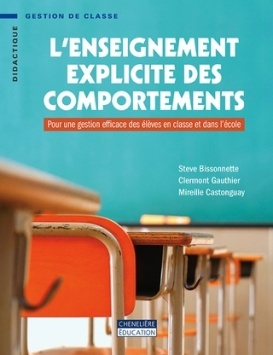 GESTION DE CLASSE
DIDACTIQUE
L'ENSEIGNEMENT
EXPLICITE DES
COMPORTEMENTS
Pour une gestion efficace des élèves en classe et dans l'école
Steve Bissonnette
Clermont Gauthier
Mireille Castonguay
CHENELIÈRE
ÉDUCATION